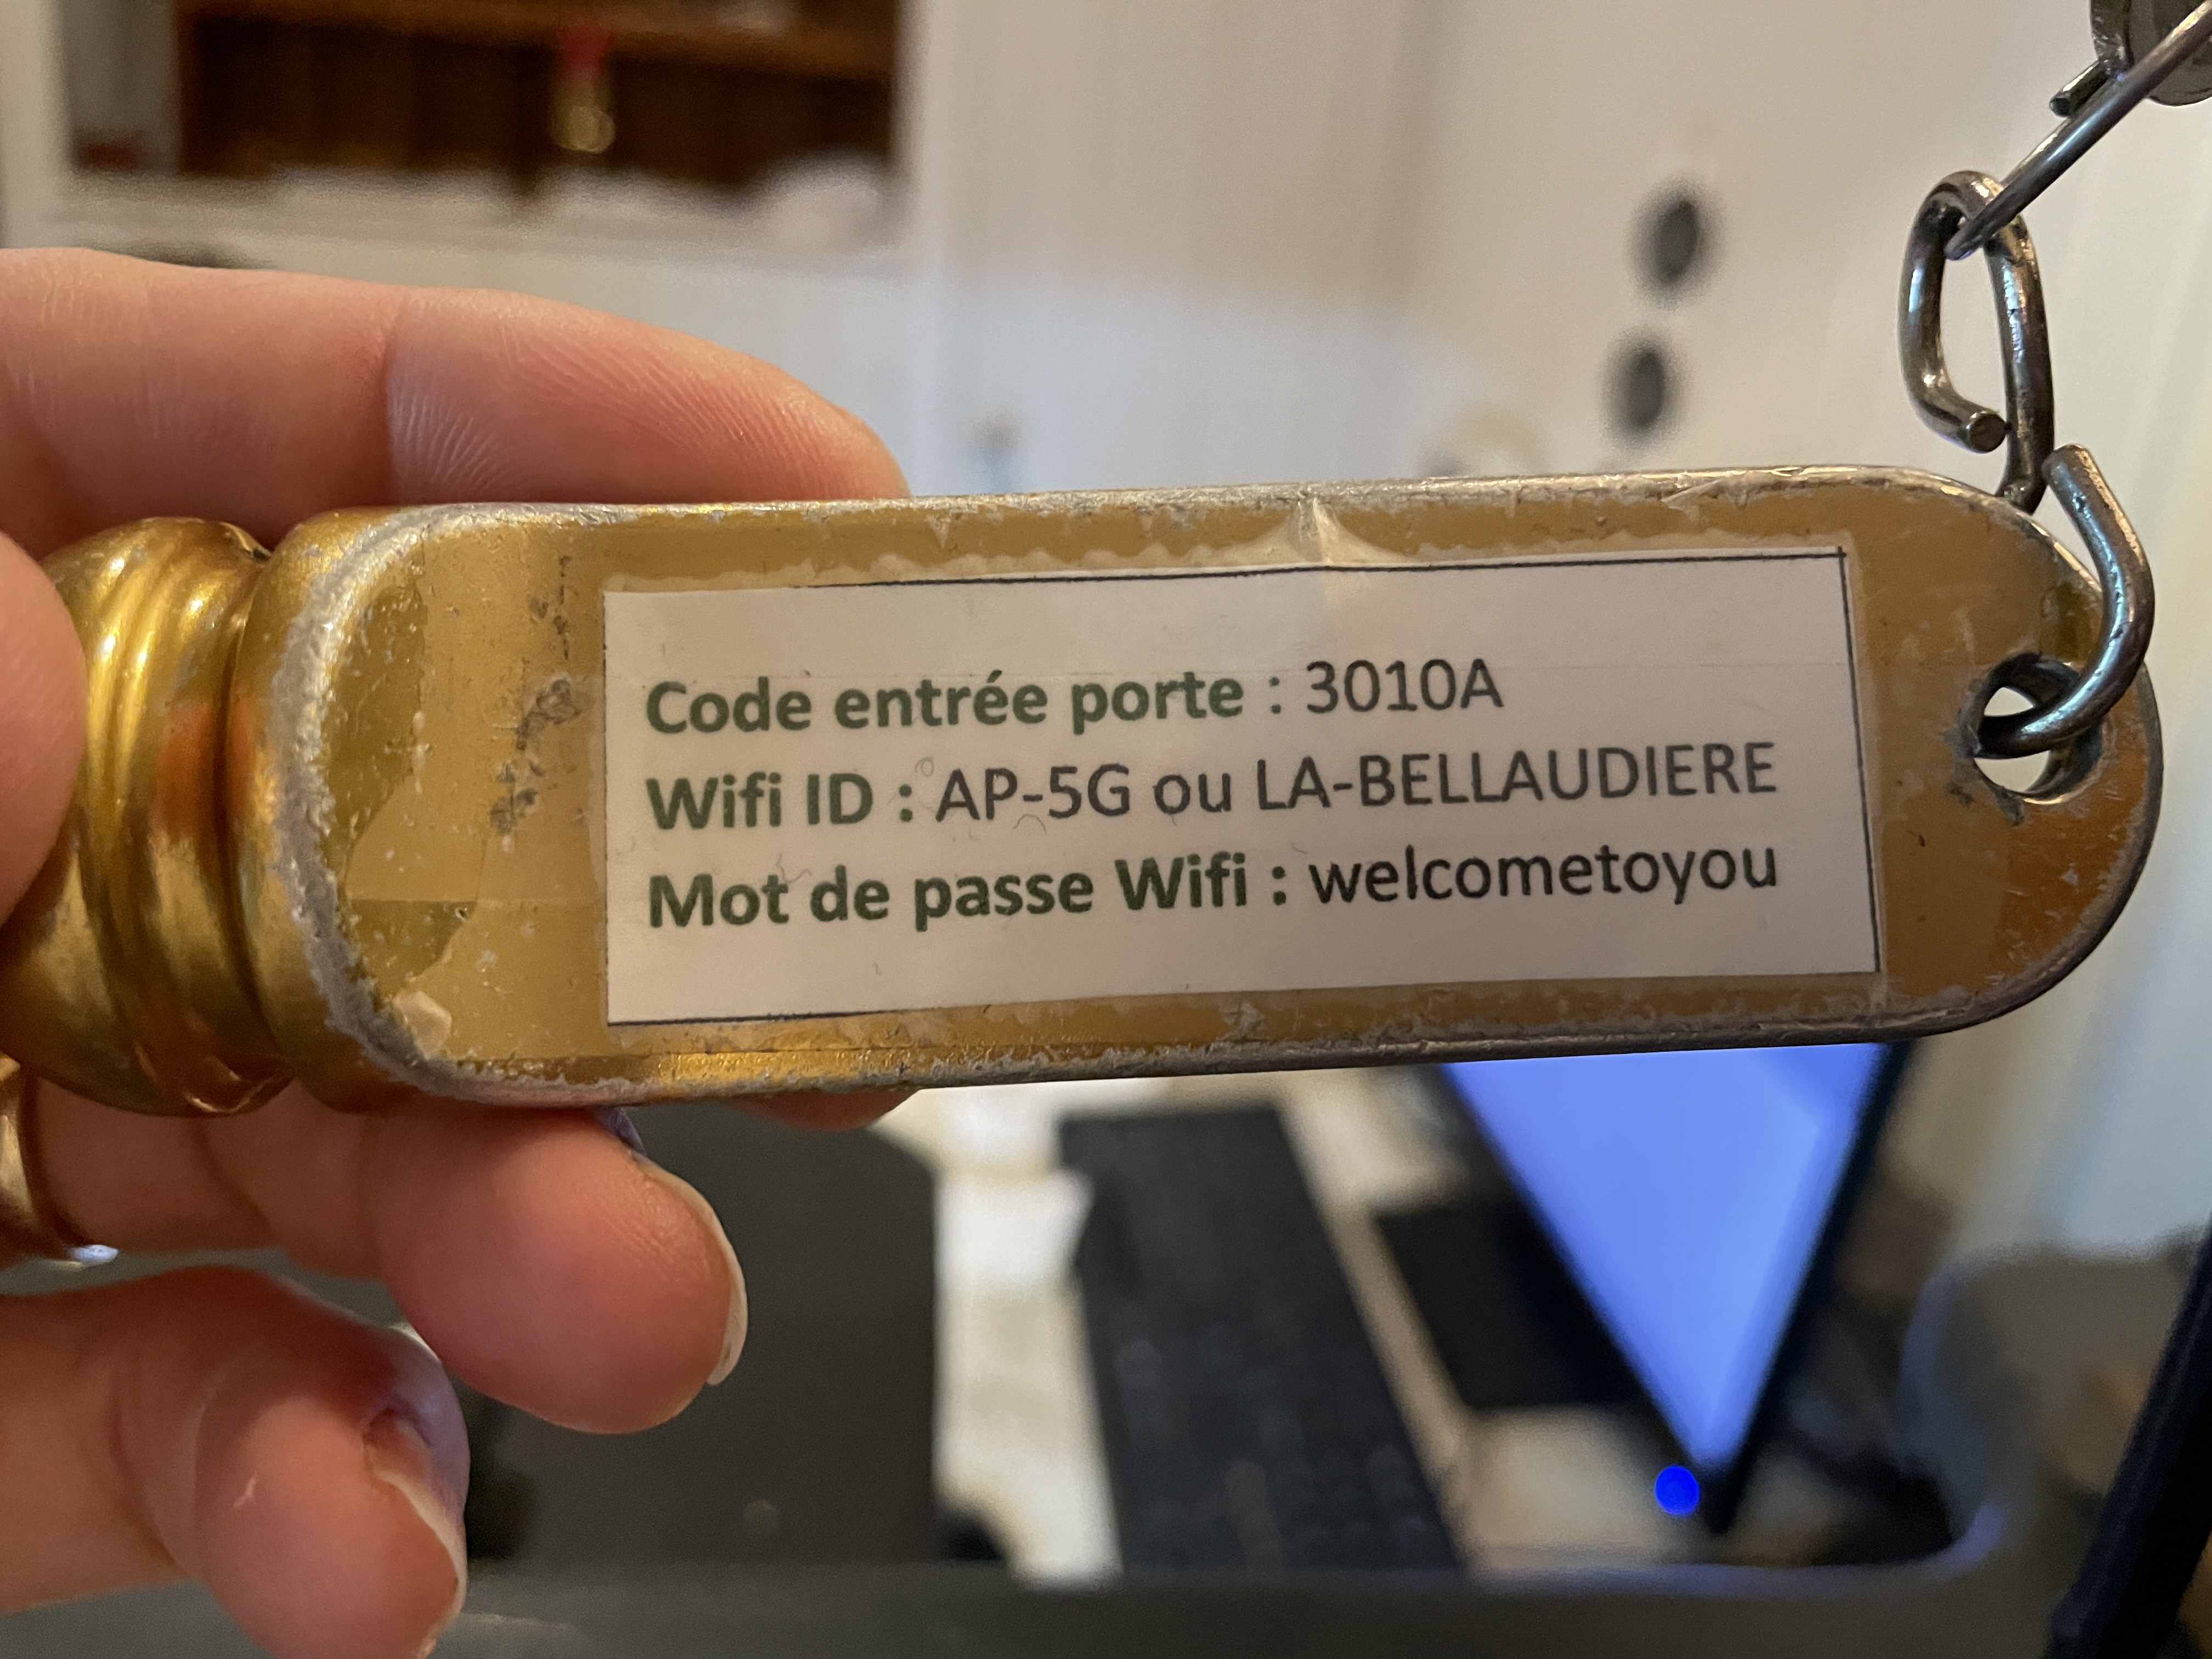 Code entrée porte : 3010A
Wifi ID : AP-5G ou LA-BELLAUDIERE
Mot de passe Wifi : welcometoyou